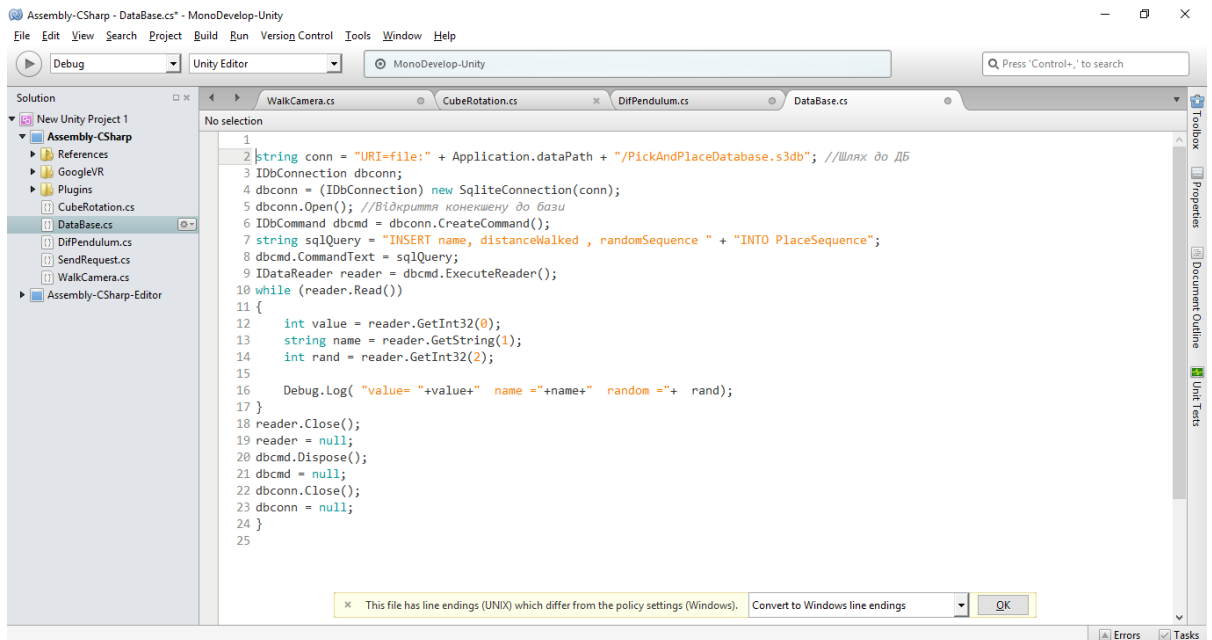 Assembly-CSharp - DataBase.cs* - MonoDevelop-Unity
File Edit View Search Project Build Run Version Control Tools Window Help
Debug Unity Editor MonoDevelop-Unity Press 'Control+,' to search
Solution
New Unity Project 1
Assembly-CSharp
References
GoogleVR
Plugins
CubeRotation.cs
DataBase.cs
DifPendulum.cs
SendRequest.cs
WalkCamera.cs
Assembly-CSharp-Editor
WalkCamera.cs CubeRotation.cs DifPendulum.cs DataBase.cs
No selection
1
2 string conn = "URI=file:" + Application.dataPath + "/PickAndPlaceDatabase.s3db"; //Шлях до ДБ
3 IDbConnection dbconn;
4 dbconn = (IDbConnection) new SqliteConnection(conn);
5 dbconn.Open(); //Відкриття конекшену до бази
6 IDbCommand dbcmd = dbconn.CreateCommand();
7 string sqlQuery = "INSERT name, distanceWalked , randomSequence " + "INTO PlaceSequence";
8 dbcmd.CommandText = sqlQuery;
9 IDataReader reader = dbcmd.ExecuteReader();
10 while (reader.Read())
11 {
12     int value = reader.GetInt32(0);
13     string name = reader.GetString(1);
14     int rand = reader.GetInt32(2);
15
16     Debug.Log( "value= "+value+"  name ="+name+"  random ="+  rand);
17 }
18 reader.Close();
19 reader = null;
20 dbcmd.Dispose();
21 dbcmd = null;
22 dbconn.Close();
23 dbconn = null;
24 }
25
This file has line endings (UNIX) which differ from the policy settings (Windows). Convert to Windows line endings OK
Toolbox
Properties
Document Outline
Unit Tests
Errors Tasks